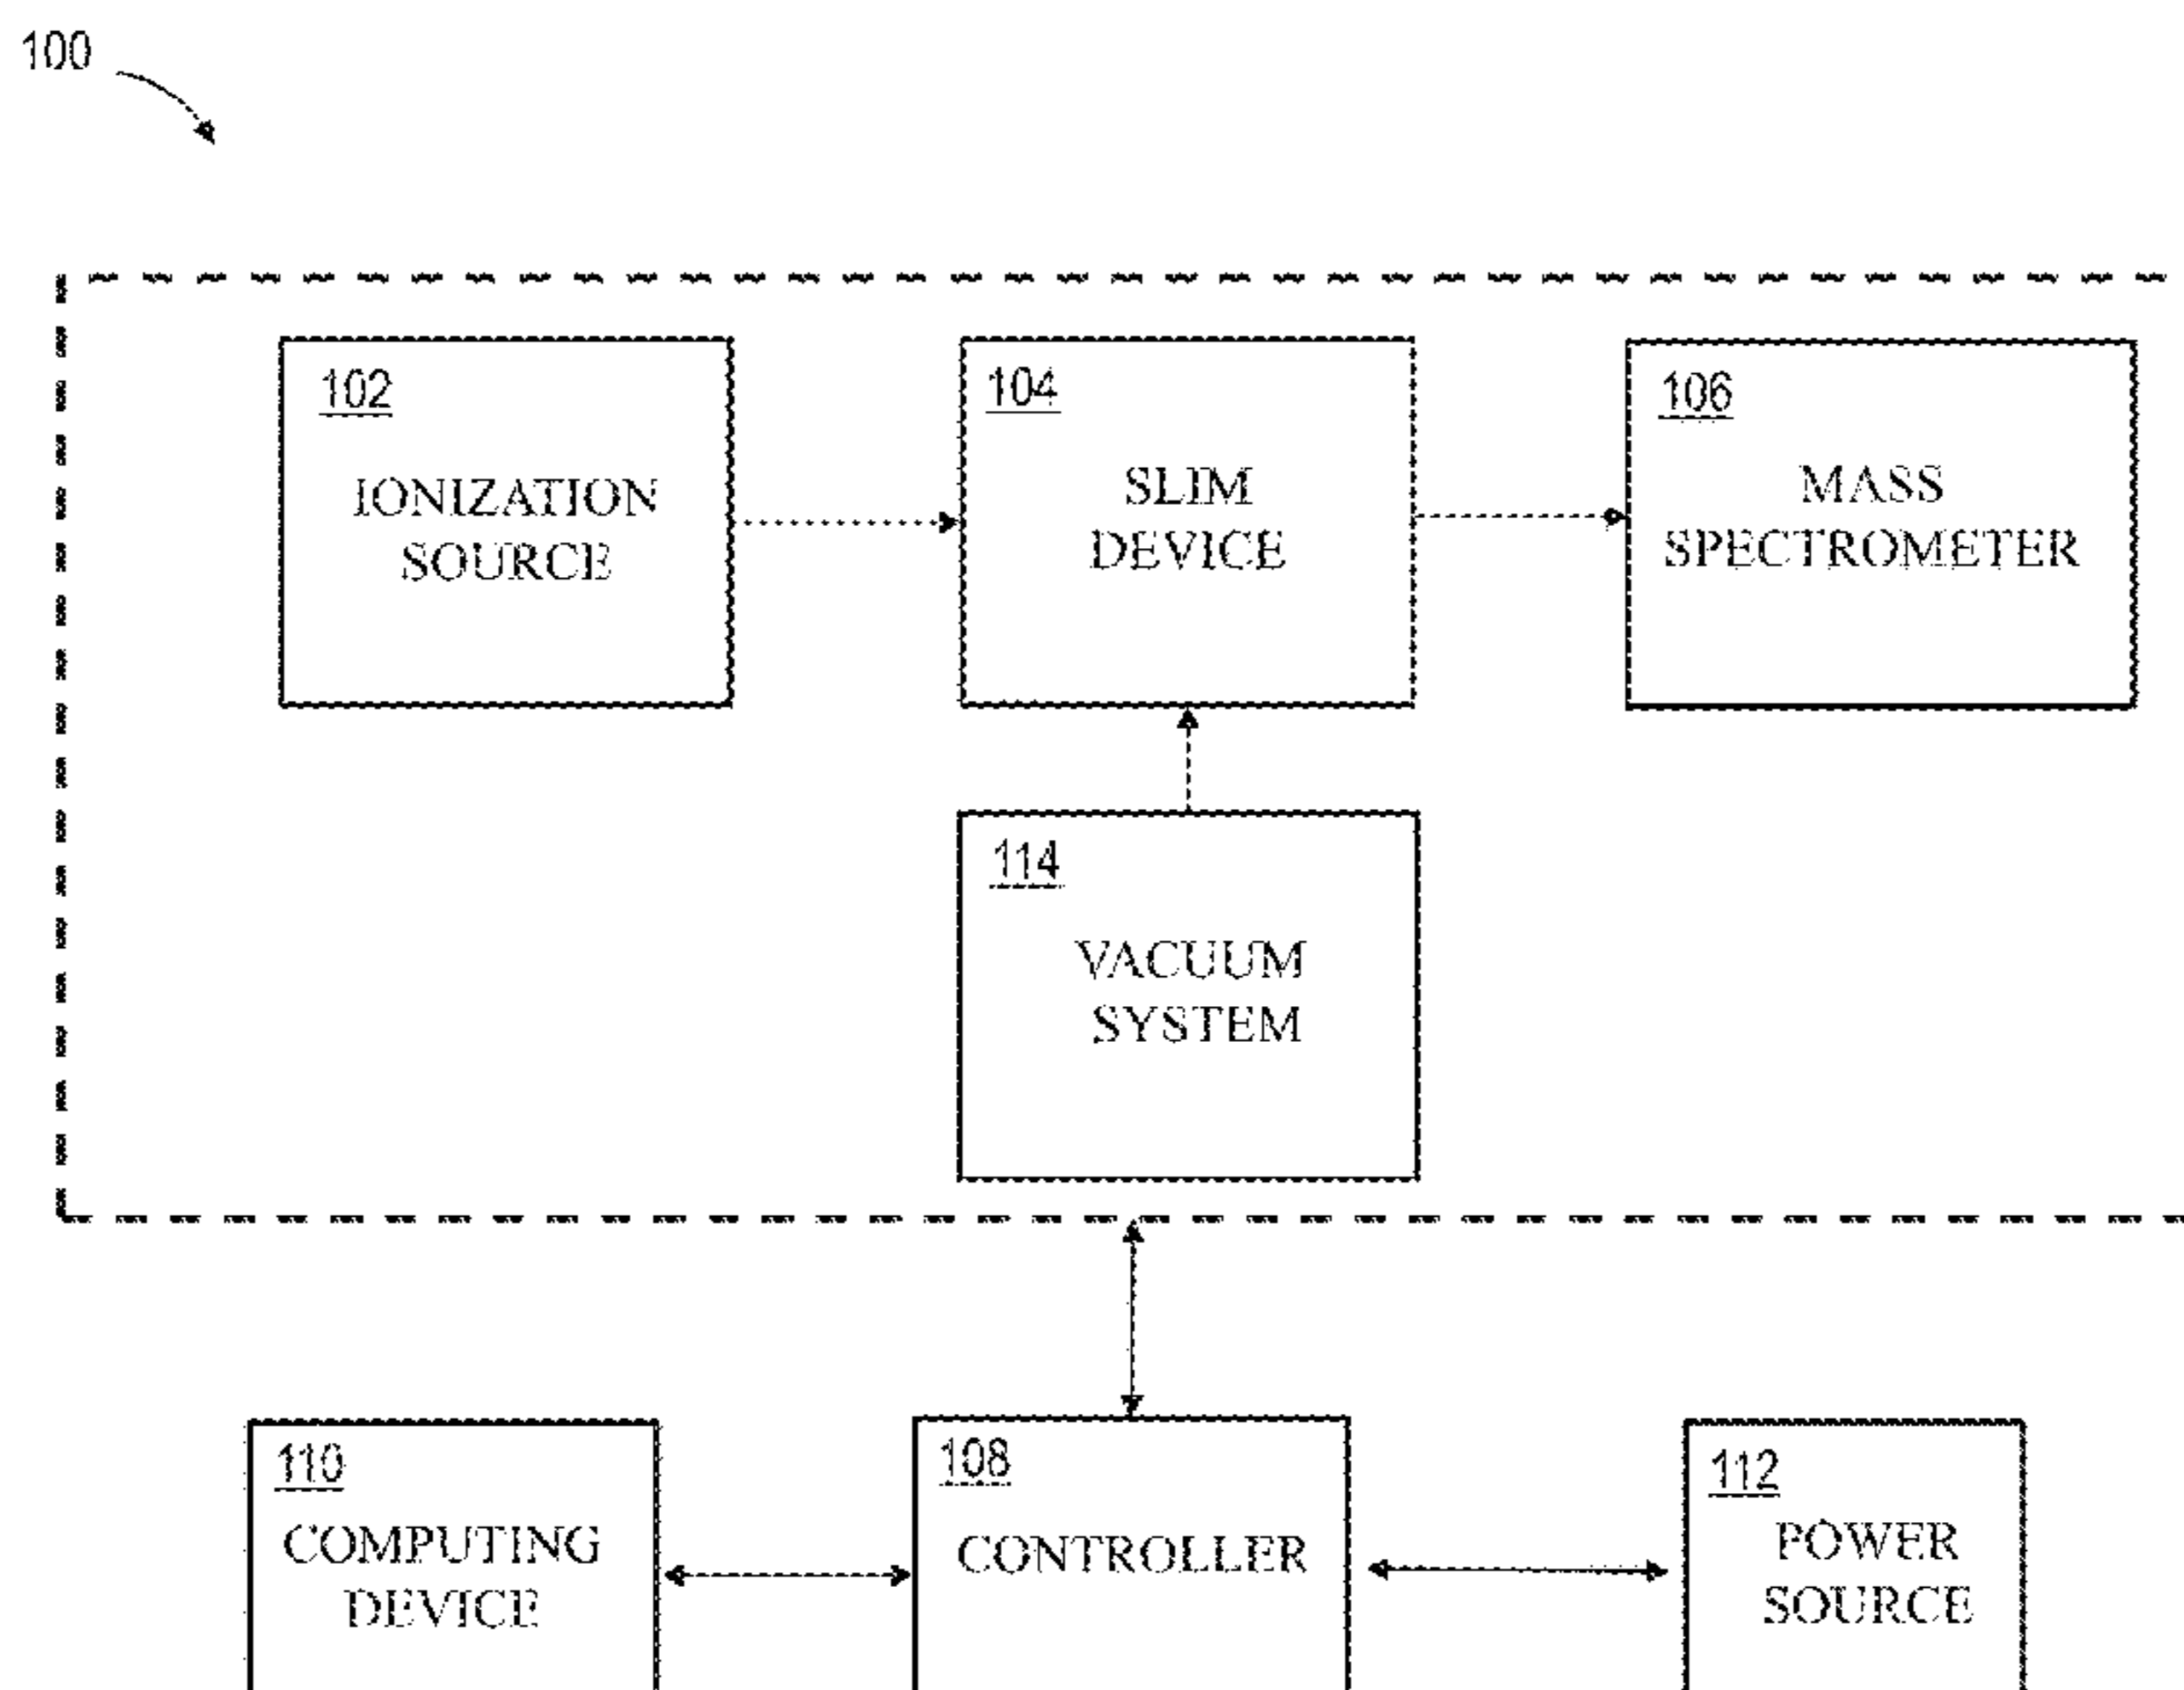 100
102
IONIZATION
SOURCE
104
SLIM
DEVICE
106
MASS
SPECTROMETER
114
VACUUM
SYSTEM
110
COMPUTING
DEVICE
108
CONTROLLER
112
POWER
SOURCE